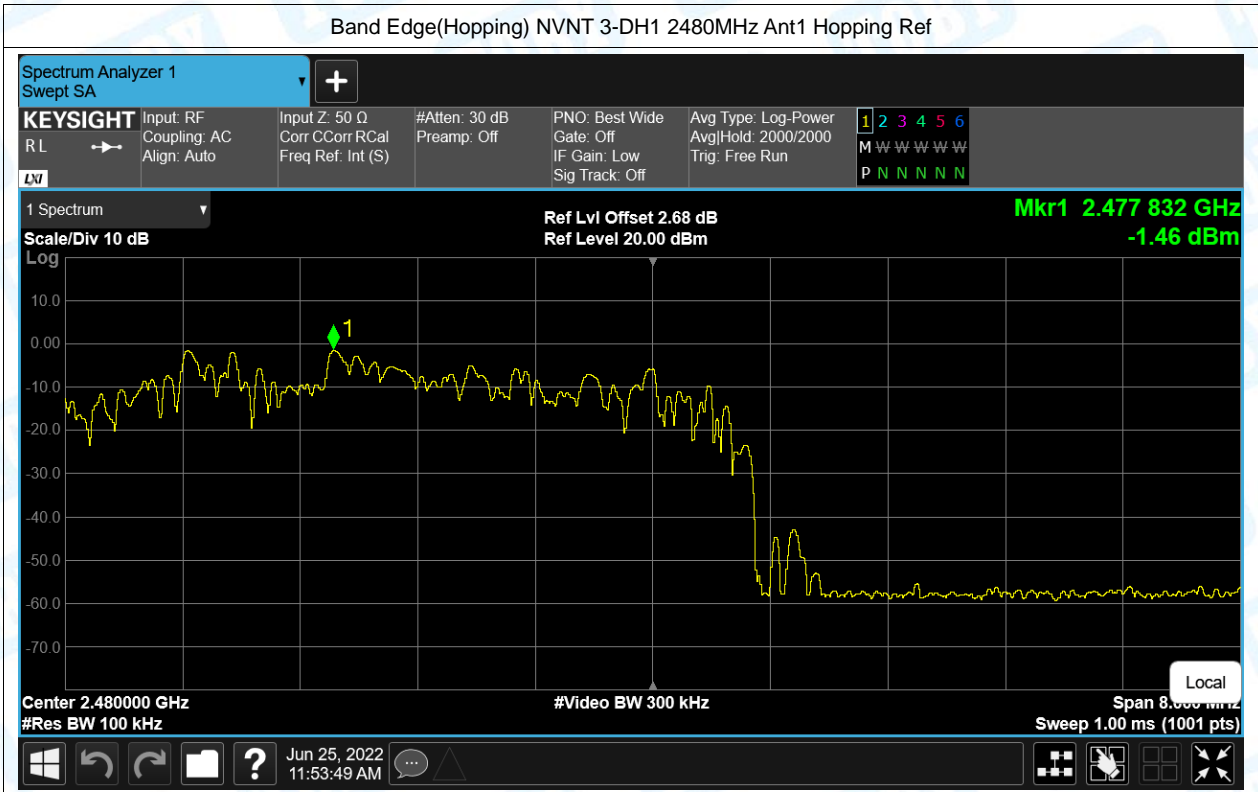 Band Edge(Hopping) NVNT 3-DH1 2480MHz Ant1 Hopping Ref
Spectrum Analyzer 1
Swept SA
KEYSIGHT
R L
LXI
Input: RF
Coupling: AC
Align: Auto
Input Z: 50 Ω
Corr CCorr RCal
Freq Ref: Int (S)
#Atten: 30 dB
Preamp: Off
PNO: Best Wide
Gate: Off
IF Gain: Low
Sig Track: Off
Avg Type: Log-Power
Avg|Hold: 2000/2000
Trig: Free Run
1 2 3 4 5 6
M W W W W W
P N N N N N
1 Spectrum
Scale/Div 10 dB
Ref Lvl Offset 2.68 dB
Ref Level 20.00 dBm
Mkr1 2.477 832 GHz
-1.46 dBm
Log
10.0
0.00
-10.0
-20.0
-30.0
-40.0
-50.0
-60.0
-70.0
1
Local
Center 2.480000 GHz
#Res BW 100 kHz
#Video BW 300 kHz
Span 8.000 MHz
Sweep 1.00 ms (1001 pts)
?
Jun 25, 2022
11:53:49 AM